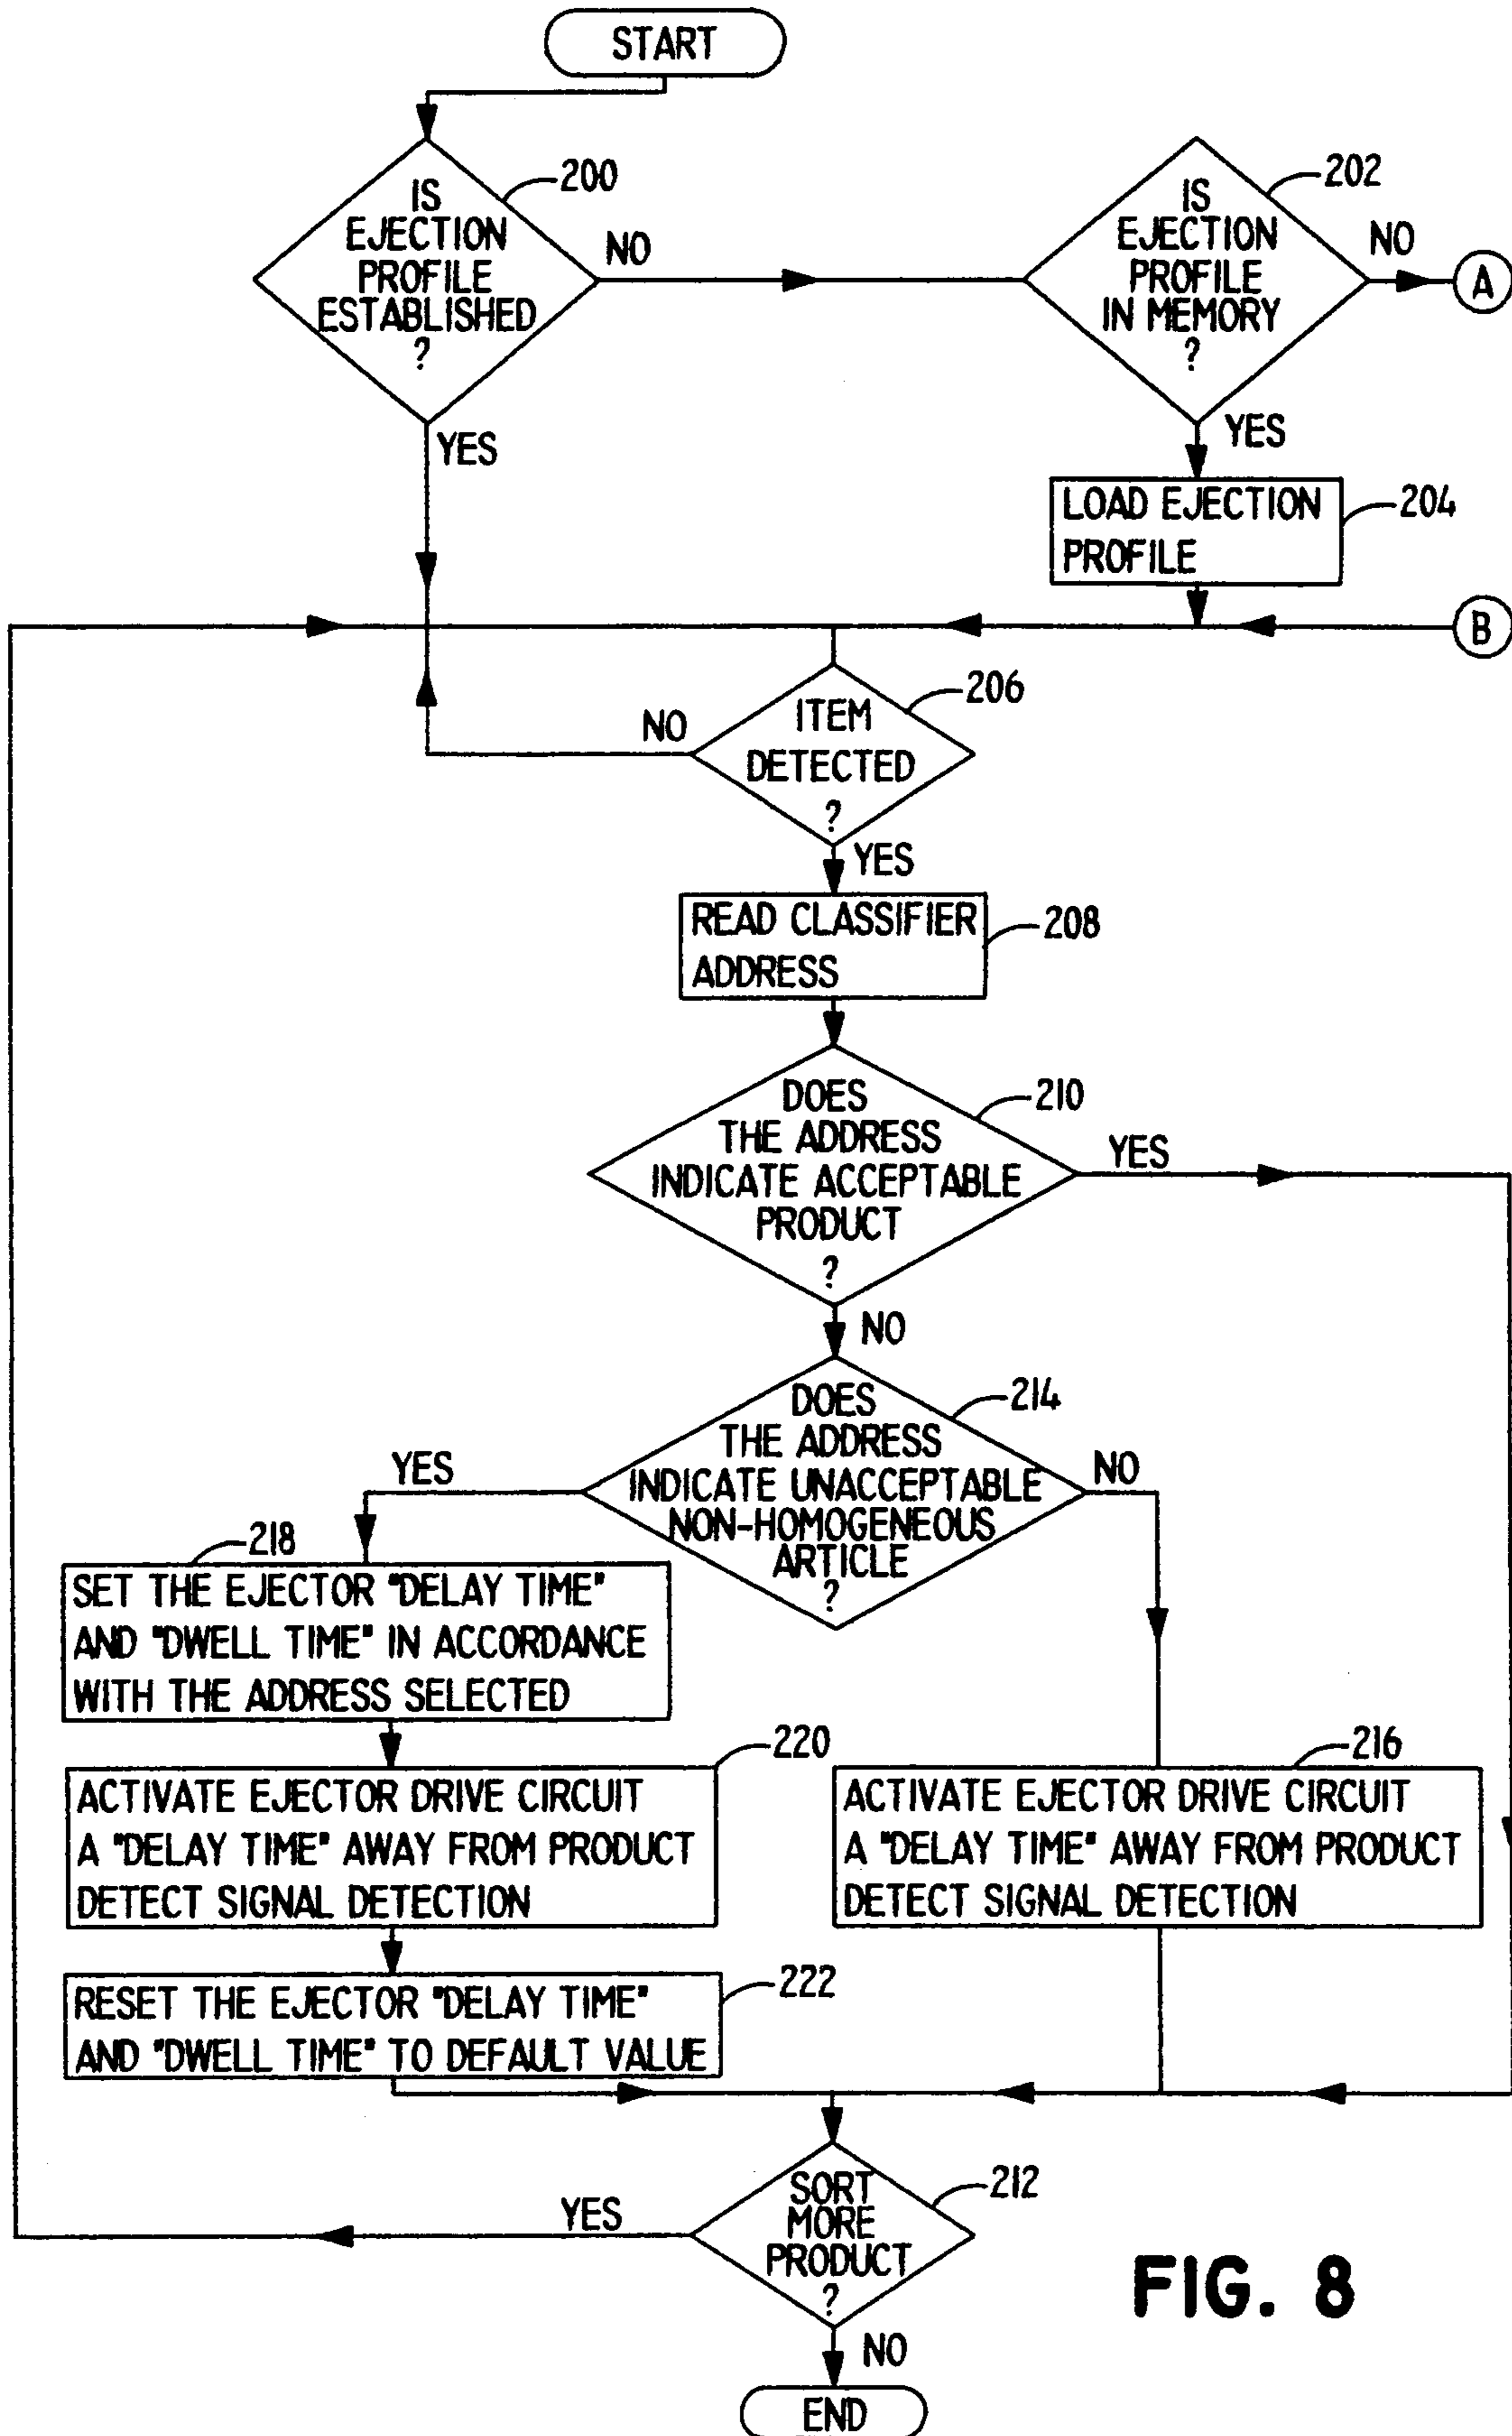 START
IS
EJECTION
PROFILE
ESTABLISHED
?
200
NO
YES
IS
EJECTION
PROFILE
IN MEMORY
?
202
NO
A
YES
LOAD EJECTION
PROFILE
204
B
ITEM
DETECTED
?
206
NO
YES
READ CLASSIFIER
ADDRESS
208
DOES
THE ADDRESS
INDICATE ACCEPTABLE
PRODUCT
?
210
YES
NO
DOES
THE ADDRESS
INDICATE UNACCEPTABLE
NON-HOMOGENEOUS
ARTICLE
?
214
YES
NO
218
SET THE EJECTOR "DELAY TIME"
AND "DWELL TIME" IN ACCORDANCE
WITH THE ADDRESS SELECTED
220
ACTIVATE EJECTOR DRIVE CIRCUIT
A "DELAY TIME" AWAY FROM PRODUCT
DETECT SIGNAL DETECTION
216
ACTIVATE EJECTOR DRIVE CIRCUIT
A "DELAY TIME" AWAY FROM PRODUCT
DETECT SIGNAL DETECTION
222
RESET THE EJECTOR "DELAY TIME"
AND "DWELL TIME" TO DEFAULT VALUE
SORT
MORE
PRODUCT
?
212
YES
NO
END
FIG. 8